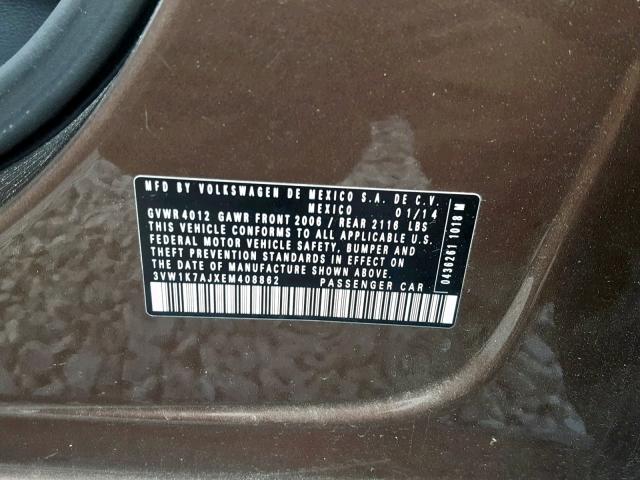 MFD BY VOLKSWAGEN DE MEXICO S.A. DE C.V.
MEXICO 01/14
GVWR 4012 GAWR FRONT 2006 / REAR 2116 LBS
THIS VEHICLE CONFORMS TO ALL APPLICABLE U.S.
FEDERAL MOTOR VEHICLE SAFETY, BUMPER AND
THEFT PREVENTION STANDARDS IN EFFECT ON
THE DATE OF MANUFACTURE SHOWN ABOVE.
3VW1K7AJXEM408862 PASSENGER CAR
0430261 1018 M